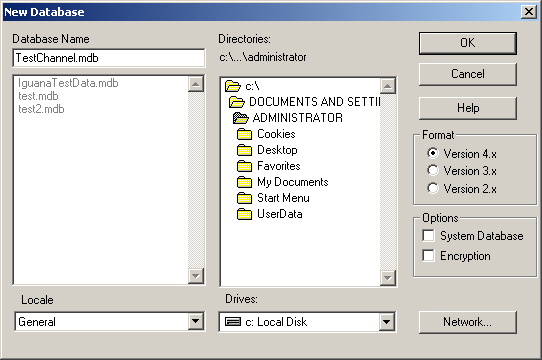 New Database
Database Name
TestChannel.mdb
IguanaTestData.mdb
test.mdb
test2.mdb
Locale
General
Directories:
c:\...\administrator
c:\
DOCUMENTS AND SETTI
ADMINISTRATOR
Cookies
Desktop
Favorites
My Documents
Start Menu
UserData
Drives:
c: Local Disk
OK
Cancel
Help
Format
Version 4.x
Version 3.x
Version 2.x
Options
System Database
Encryption
Network...